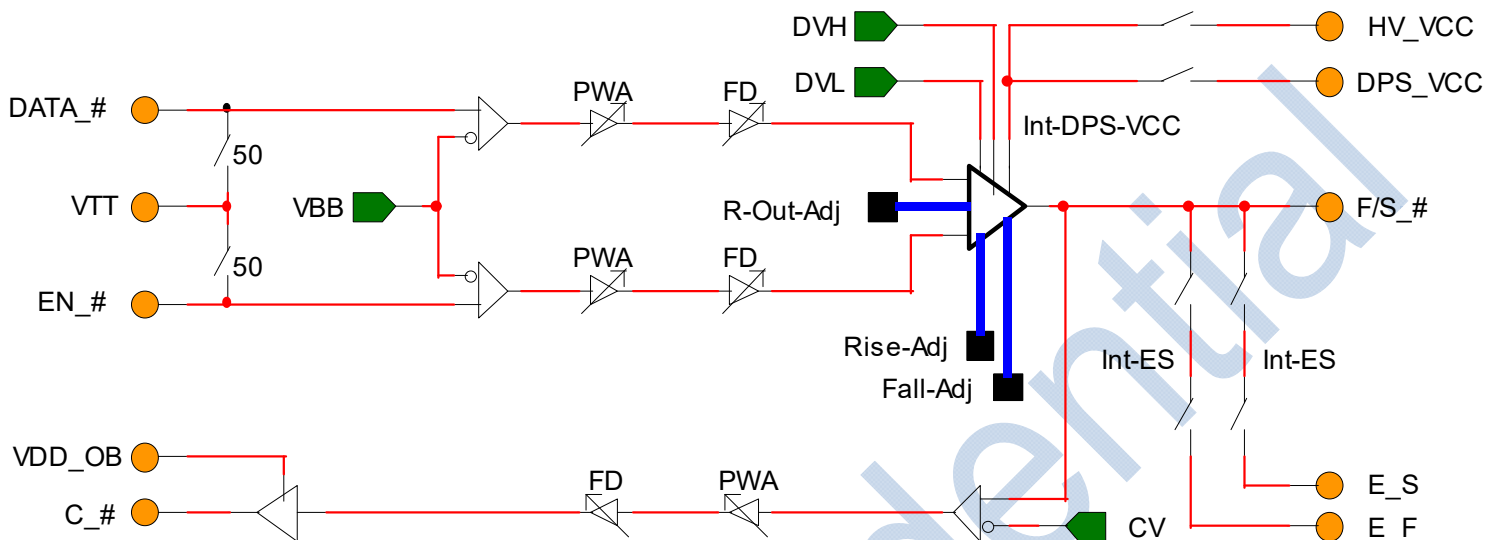 DVH
HV_VCC
DVL
DPS_VCC
DATA_#
PWA
FD
Int-DPS-VCC
50
VTT
VBB
R-Out-Adj
F/S_#
50
PWA
FD
EN_#
Rise-Adj
Int-ES
Int-ES
Fall-Adj
VDD_OB
FD
PWA
E_S
C_#
CV
E_F
dential